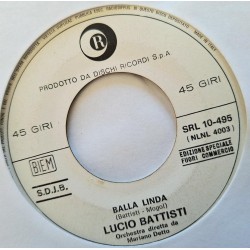 R
PRODOTTO DA DISCHI RICORDI S.p.A
45 GIRI
45 GIRI
BIEM
S.D.I.B.
SRL 10-495
(NLNL 4003)
EDIZIONE SPECIALE
FUORI COMMERCIO
BALLA LINDA
(Battisti - Mogol)
LUCIO BATTISTI
Orchestra diretta da
Mariano Detto